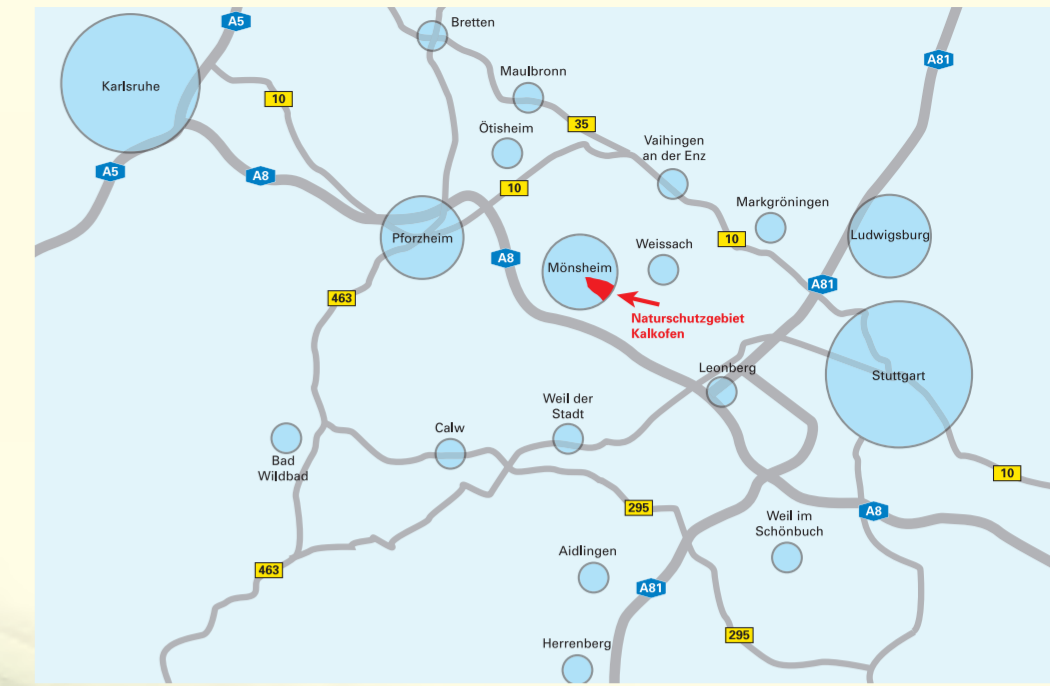 A5
Bretten
A81
Karlsruhe
Maulbronn
10
35
Ötisheim
Vaihingen
an der Enz
A5
A8
10
Markgröningen
Pforzheim
10
Ludwigsburg
Weissach
A8
Mönsheim
A81
463
Naturschutzgebiet
Kalkofen
Leonberg
Stuttgart
Weil der
Stadt
Calw
Bad
Wildbad
10
295
A8
Weil im
Schönbuch
Aidlingen
463
A81
295
Herrenberg